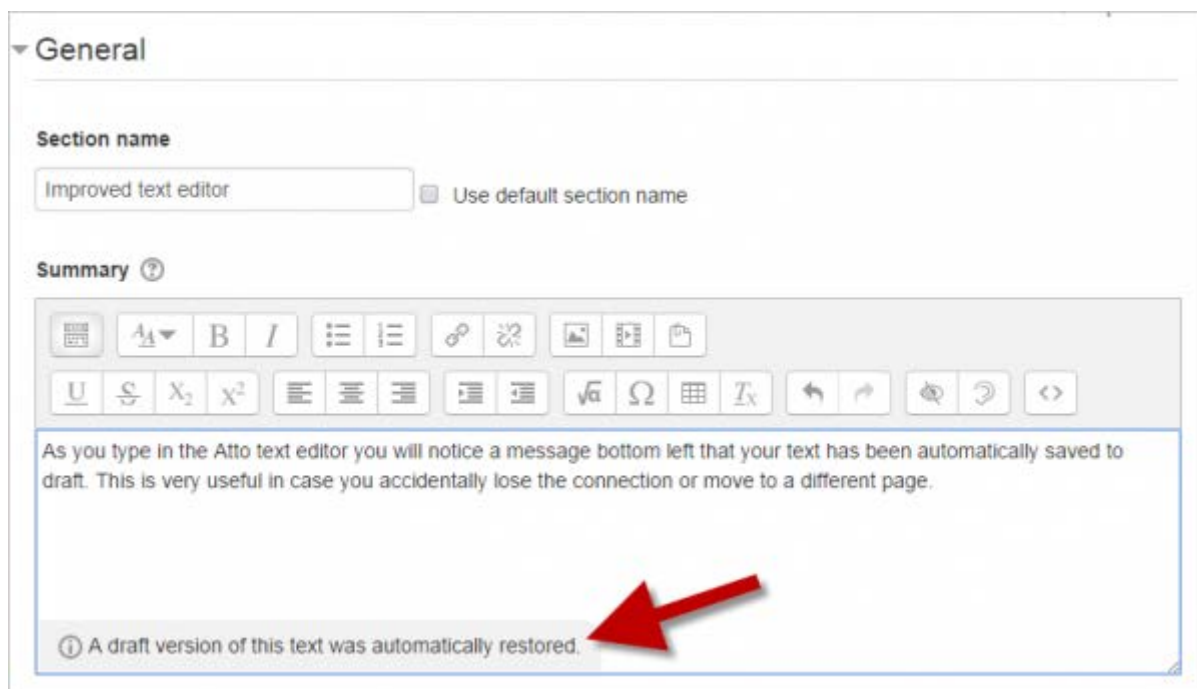 General
Section name
Improved text editor
Use default section name
Summary
As you type in the Atto text editor you will notice a message bottom left that your text has been automatically saved to
draft. This is very useful in case you accidentally lose the connection or move to a different page.
A draft version of this text was automatically restored.